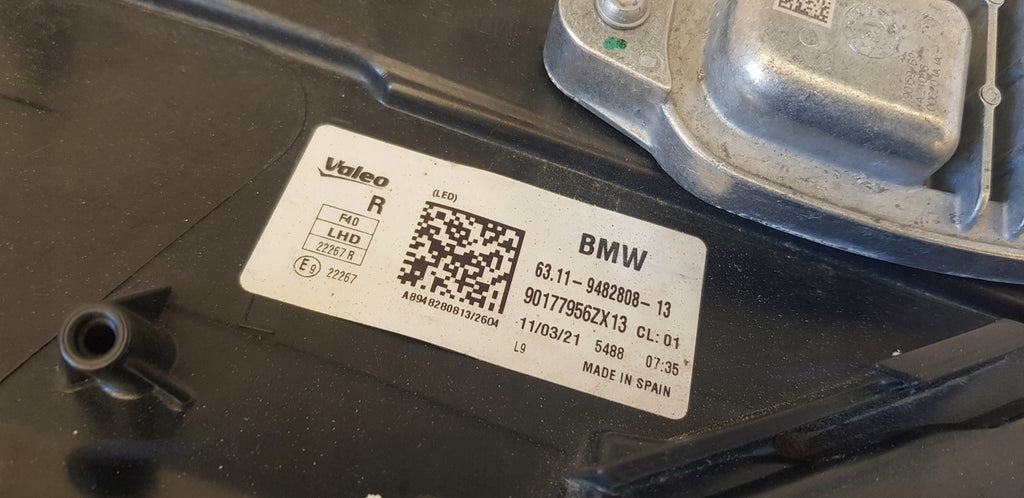 Valeo
R
F40
LHD
22267 R
E9 22267
(LED)
A8948280813/2604
BMW
63.11-9482808-13
90177956ZX13 CL: 01
11/03/21 5488 07:35
L9
MADE IN SPAIN